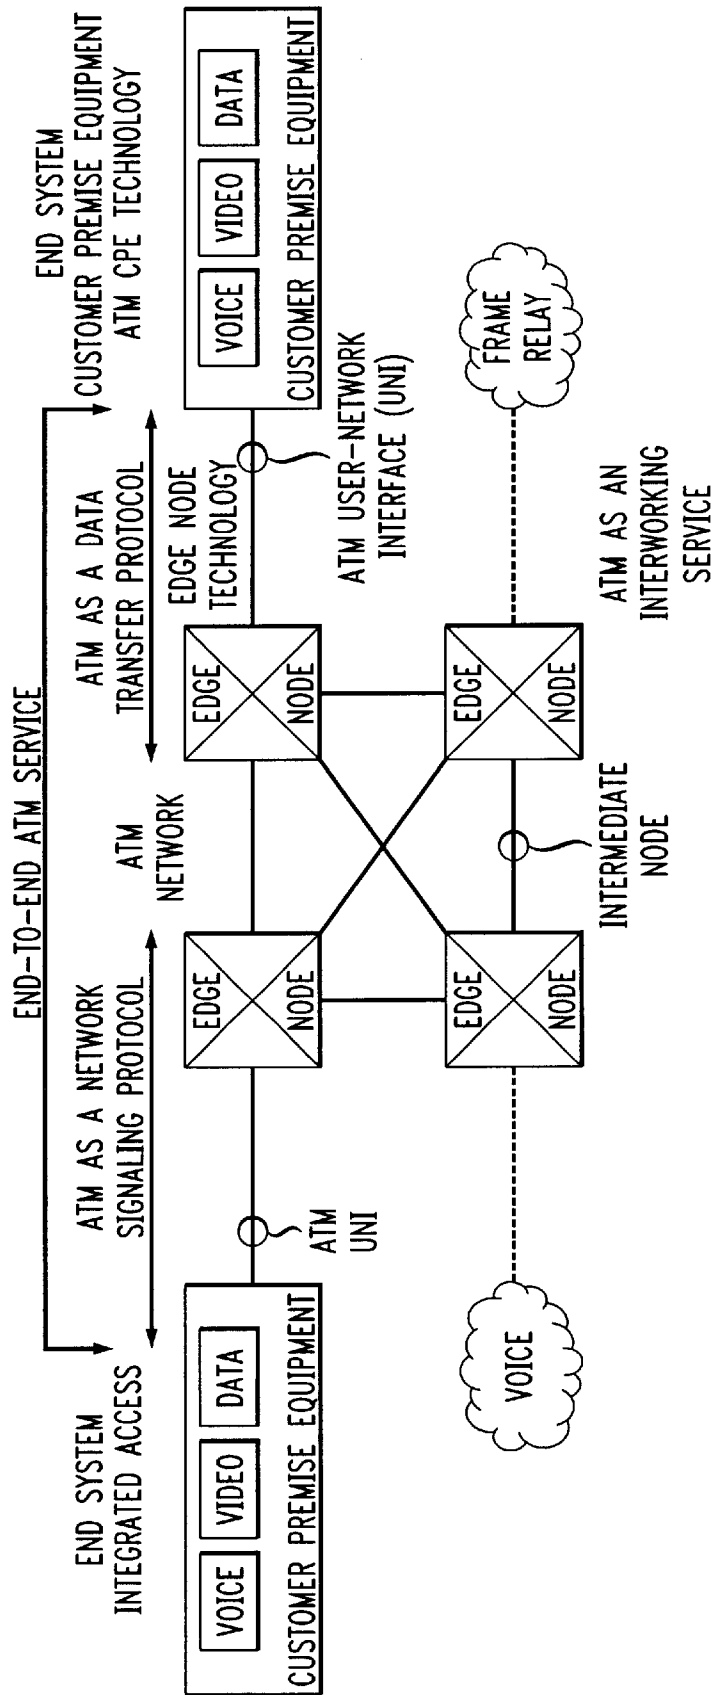 END-TO-END ATM SERVICE
END SYSTEM
INTEGRATED ACCESS
ATM AS A NETWORK
SIGNALING PROTOCOL
ATM
NETWORK
ATM AS A DATA
TRANSFER PROTOCOL
END SYSTEM
CUSTOMER PREMISE EQUIPMENT
ATM CPE TECHNOLOGY
VOICE
VIDEO
DATA
CUSTOMER PREMISE EQUIPMENT
ATM
UNI
EDGE
NODE
EDGE
NODE
EDGE NODE
TECHNOLOGY
ATM USER-NETWORK
INTERFACE (UNI)
VOICE
VIDEO
DATA
CUSTOMER PREMISE EQUIPMENT
VOICE
EDGE
NODE
INTERMEDIATE
NODE
EDGE
NODE
FRAME
RELAY
ATM AS AN
INTERWORKING
SERVICE